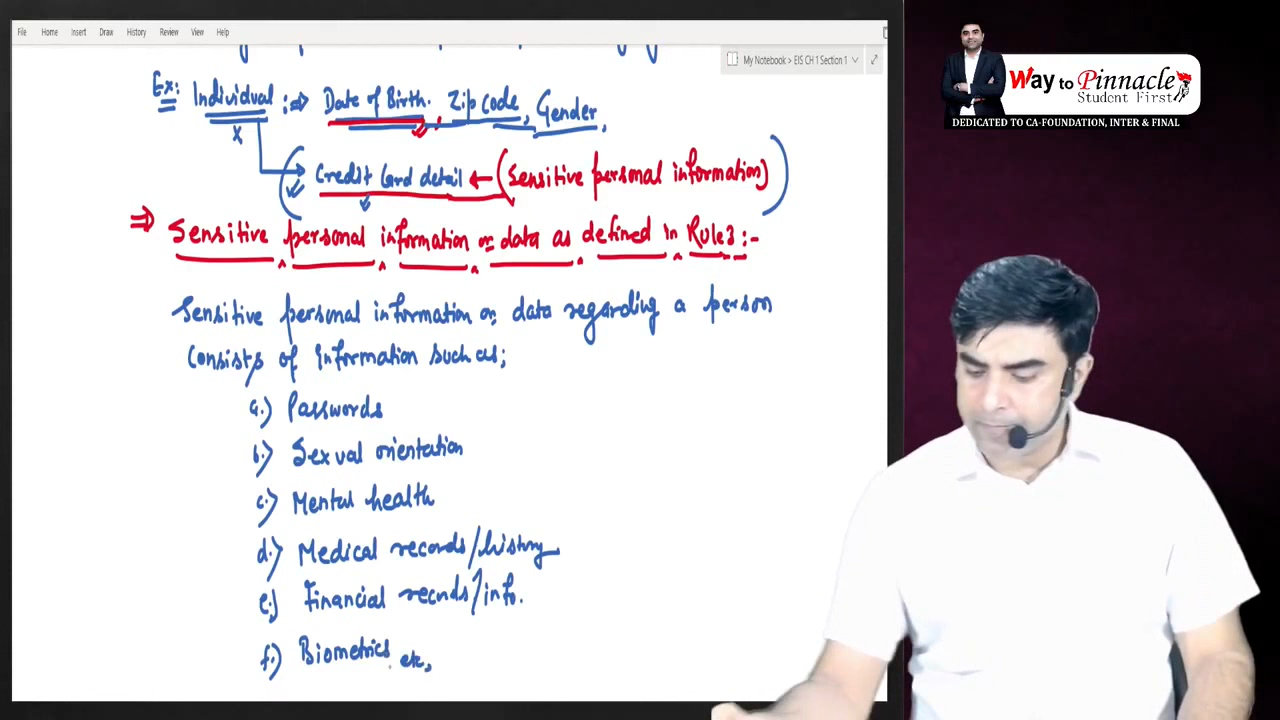 File Home Insert Draw History Review View Help
My Notebook > EIS CH 1 Section 1
Ex: Individual :⇒ Date of Birth, Zip code, Gender,
x
Credit Card detail ← (Sensitive personal information)
⇒ Sensitive personal information or data as defined in Rule 3 :-
Sensitive personal information or data regarding a person
Consists of information such as;
a.) Passwords
b.) Sexual orientation
c.) Mental health
d.) Medical records/history
e.) Financial records/info.
f.) Biometrics etc,
Way to Pinnacle
Student First
DEDICATED TO CA-FOUNDATION, INTER & FINAL